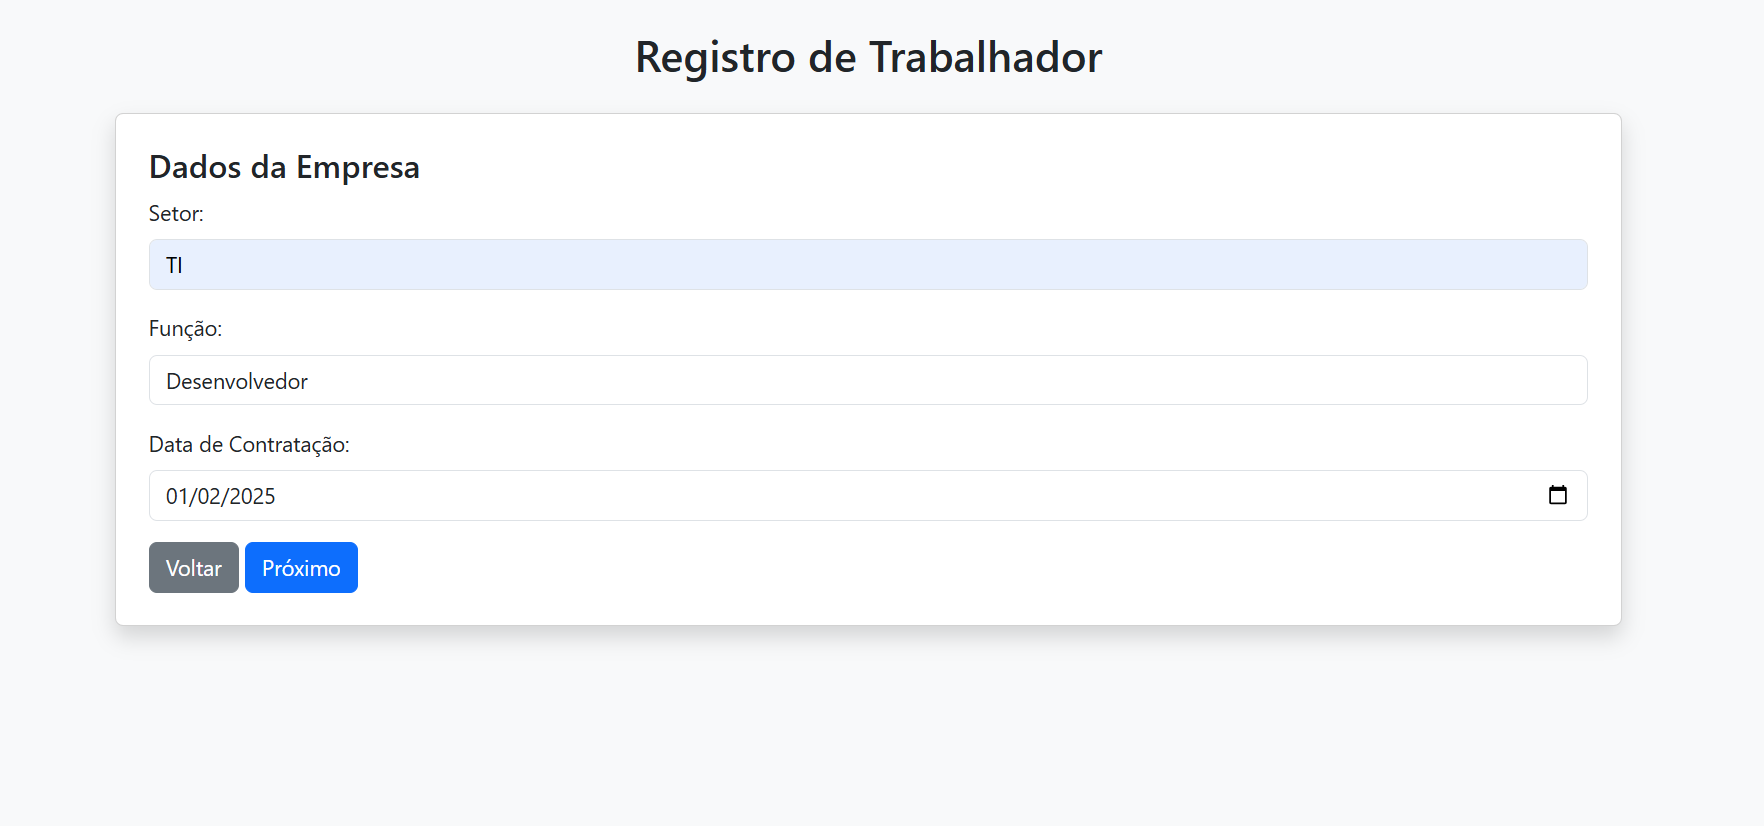 Registro de Trabalhador
Dados da Empresa
Setor:
TI
Função:
Desenvolvedor
Data de Contratação:
01/02/2025
Voltar Próximo